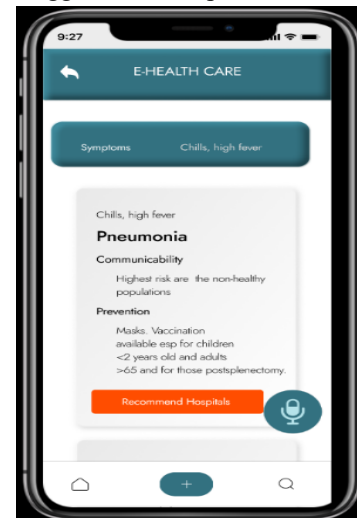 9:27
E-HEALTH CARE
Symptoms Chills, high fever
Chills, high fever
Pneumonia
Communicability
Highest risk are the non-healthy
populations
Prevention
Masks. Vaccination
available esp for children
<2 years old and adults
>65 and for those postsplenectomy.
Recommend Hospitals